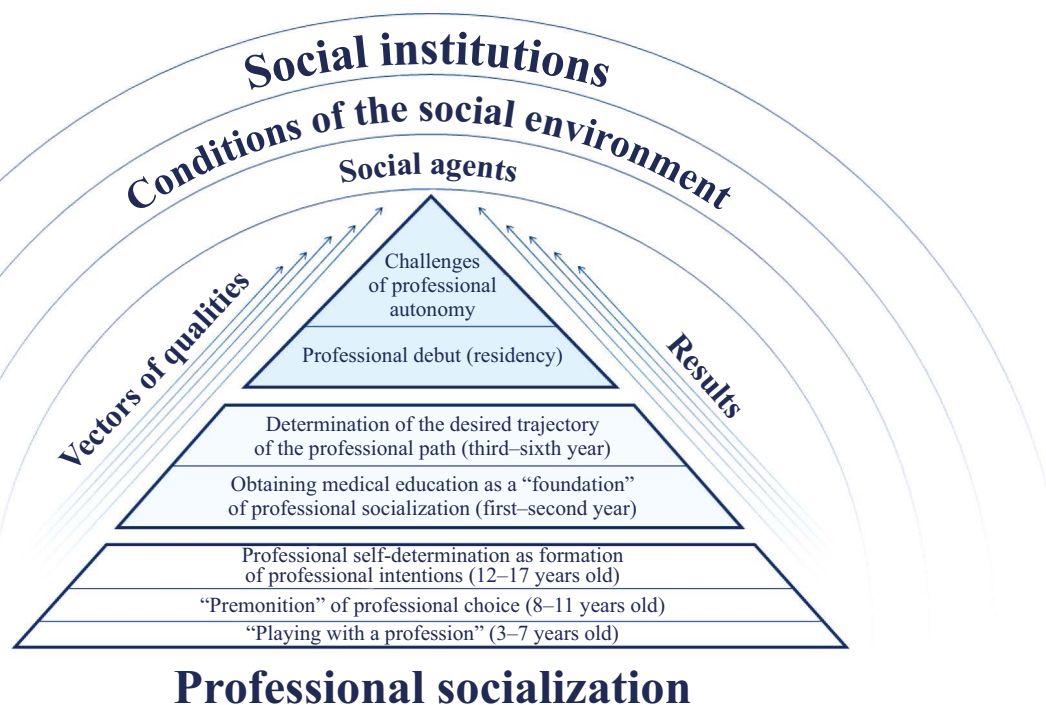 Social institutions
Conditions of the social environment
Social agents
Vectors of qualities
Results
Challenges
of professional
autonomy
Professional debut (residency)
Determination of the desired trajectory
of the professional path (third–sixth year)
Obtaining medical education as a “foundation”
of professional socialization (first–second year)
Professional self-determination as formation
of professional intentions (12–17 years old)
“Premonition” of professional choice (8–11 years old)
“Playing with a profession” (3–7 years old)
Professional socialization